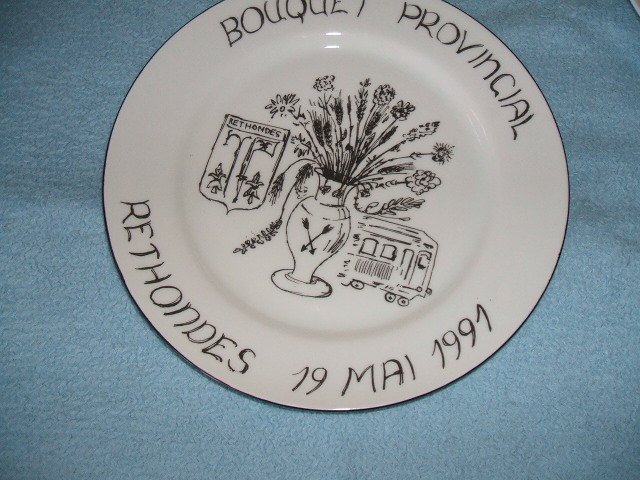 BOUQUET PROVINCIAL
RETHONDES
RETHONDES
19 MAI 1991